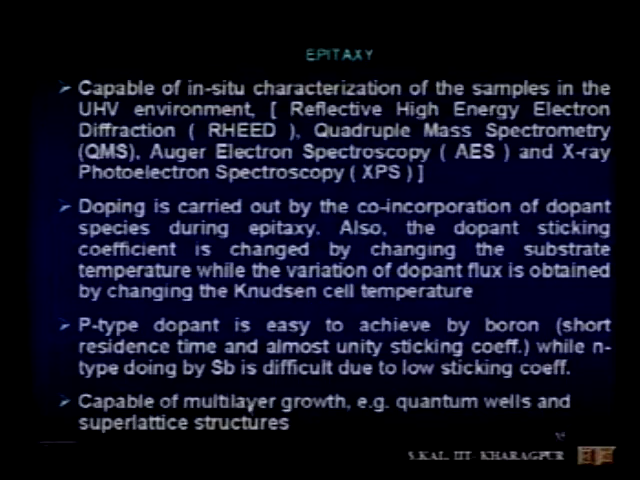 EPITAXY
➢ Capable of in-situ characterization of the samples in the
UHV environment, [ Reflective High Energy Electron
Diffraction ( RHEED ), Quadruple Mass Spectrometry
(QMS), Auger Electron Spectroscopy ( AES ) and X-ray
Photoelectron Spectroscopy ( XPS ) ]
➢ Doping is carried out by the co-incorporation of dopant
species during epitaxy. Also, the dopant sticking
coefficient is changed by changing the substrate
temperature while the variation of dopant flux is obtained
by changing the Knudsen cell temperature
➢ P-type dopant is easy to achieve by boron (short
residence time and almost unity sticking coeff.) while n-
type doing by Sb is difficult due to low sticking coeff.
➢ Capable of multilayer growth, e.g. quantum wells and
superlattice structures
S.KAL IIT KHARAGPUR